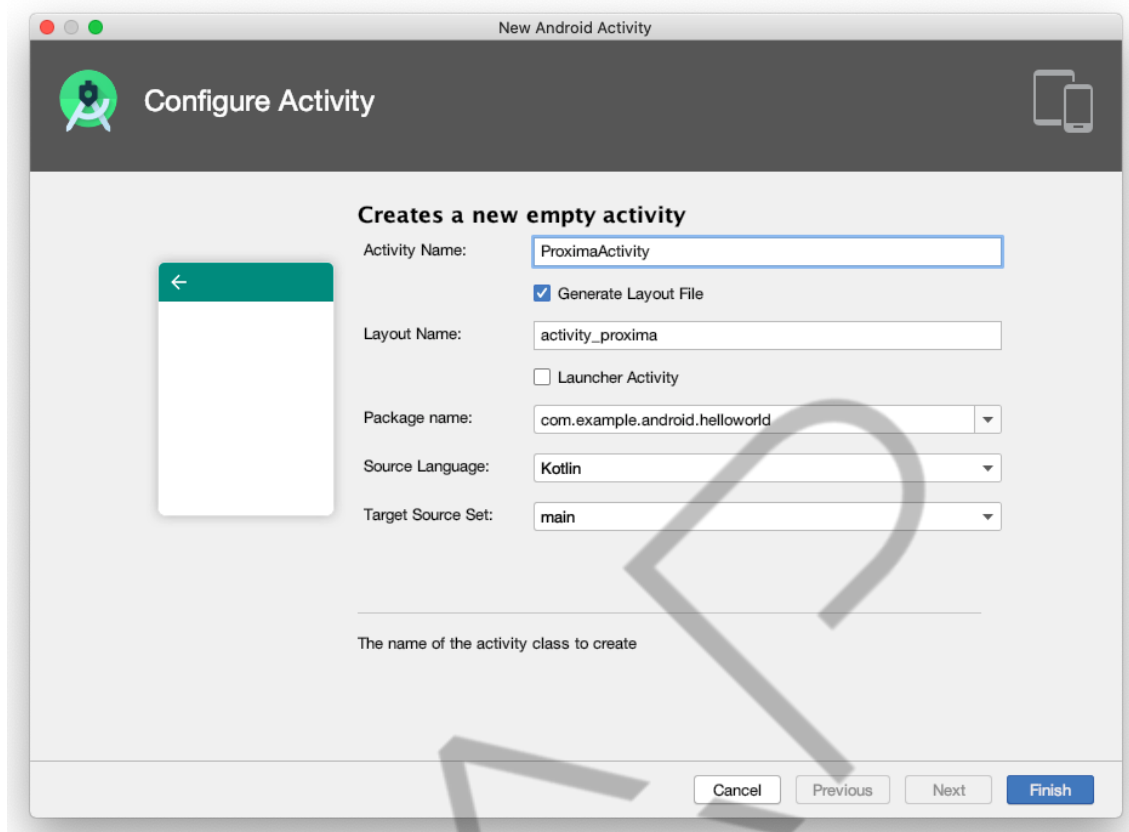 New Android Activity
Configure Activity
Creates a new empty activity
Activity Name: ProximaActivity
Generate Layout File
Layout Name: activity_proxima
Launcher Activity
Package name: com.example.android.helloworld
Source Language: Kotlin
Target Source Set: main
The name of the activity class to create
Cancel Previous Next Finish